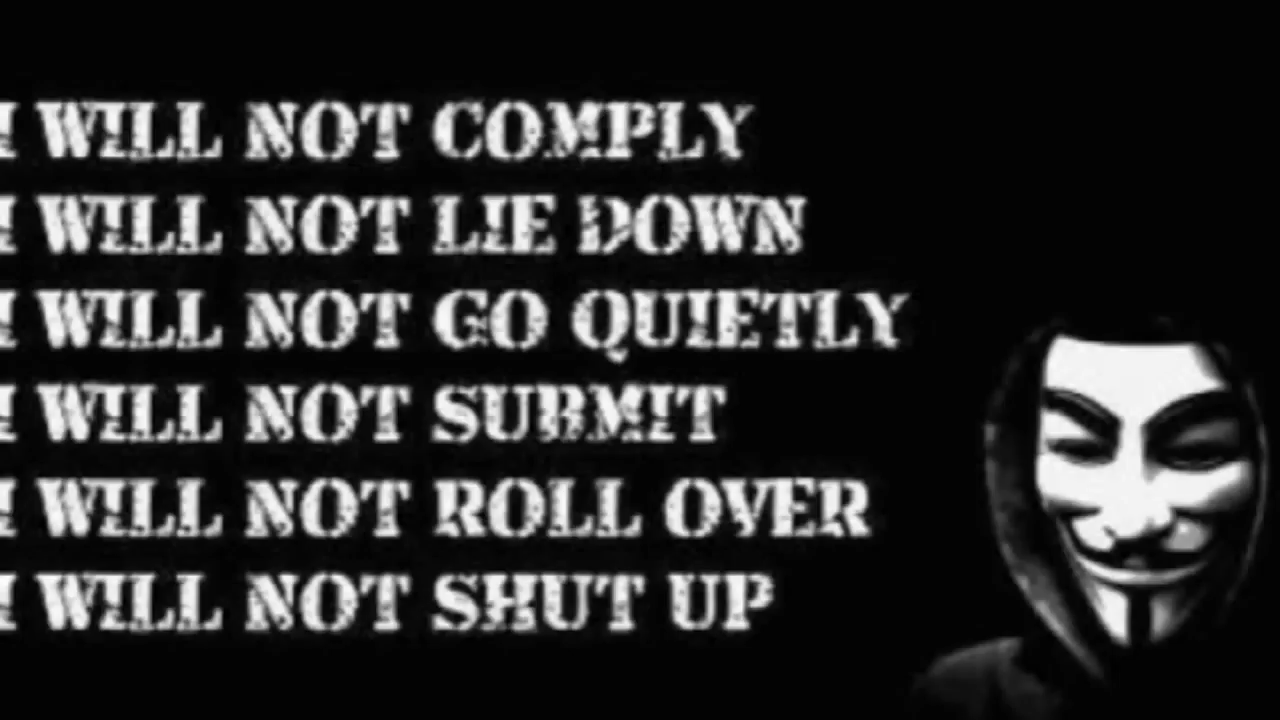 I WILL NOT COMPLY
I WILL NOT LIE DOWN
I WILL NOT GO QUIETLY
I WILL NOT SUBMIT
I WILL NOT ROLL OVER
I WILL NOT SHUT UP